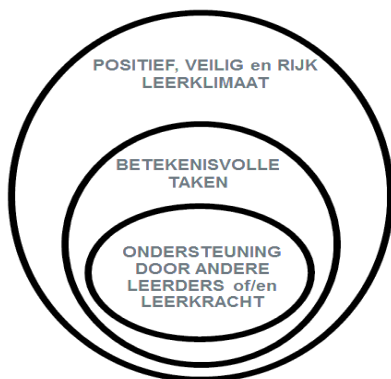 POSITIEF, VEILIG en RIJK
LEERKLIMAAT
BETEKENISVOLLE
TAKEN
ONDERSTEUNING
DOOR ANDERE
LEERDERS of/en
LEERKRACHT